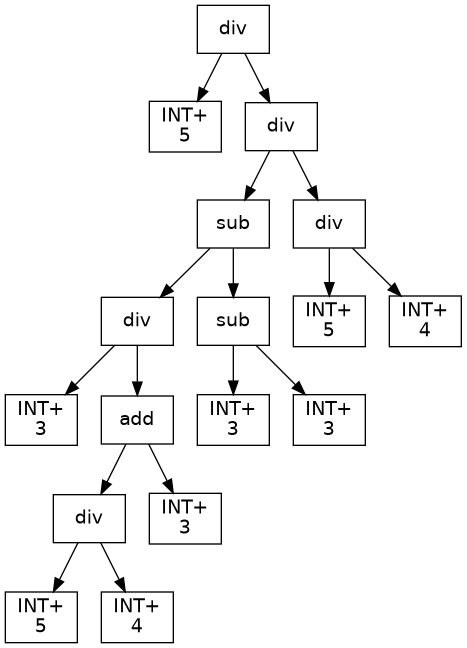 div
INT+
5
div
sub
div
div
sub
INT+
5
INT+
4
INT+
3
add
INT+
3
INT+
3
div
INT+
3
INT+
5
INT+
4